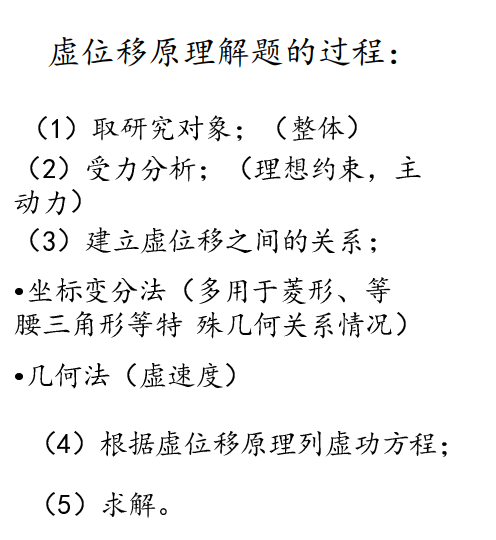 虚位移原理解题的过程：
（1）取研究对象；（整体）
（2）受力分析；（理想约束，主
动力）
（3）建立虚位移之间的关系；
•坐标变分法（多用于菱形、等
腰三角形等特 殊几何关系情况）
•几何法（虚速度）
（4）根据虚位移原理列虚功方程；
（5）求解。